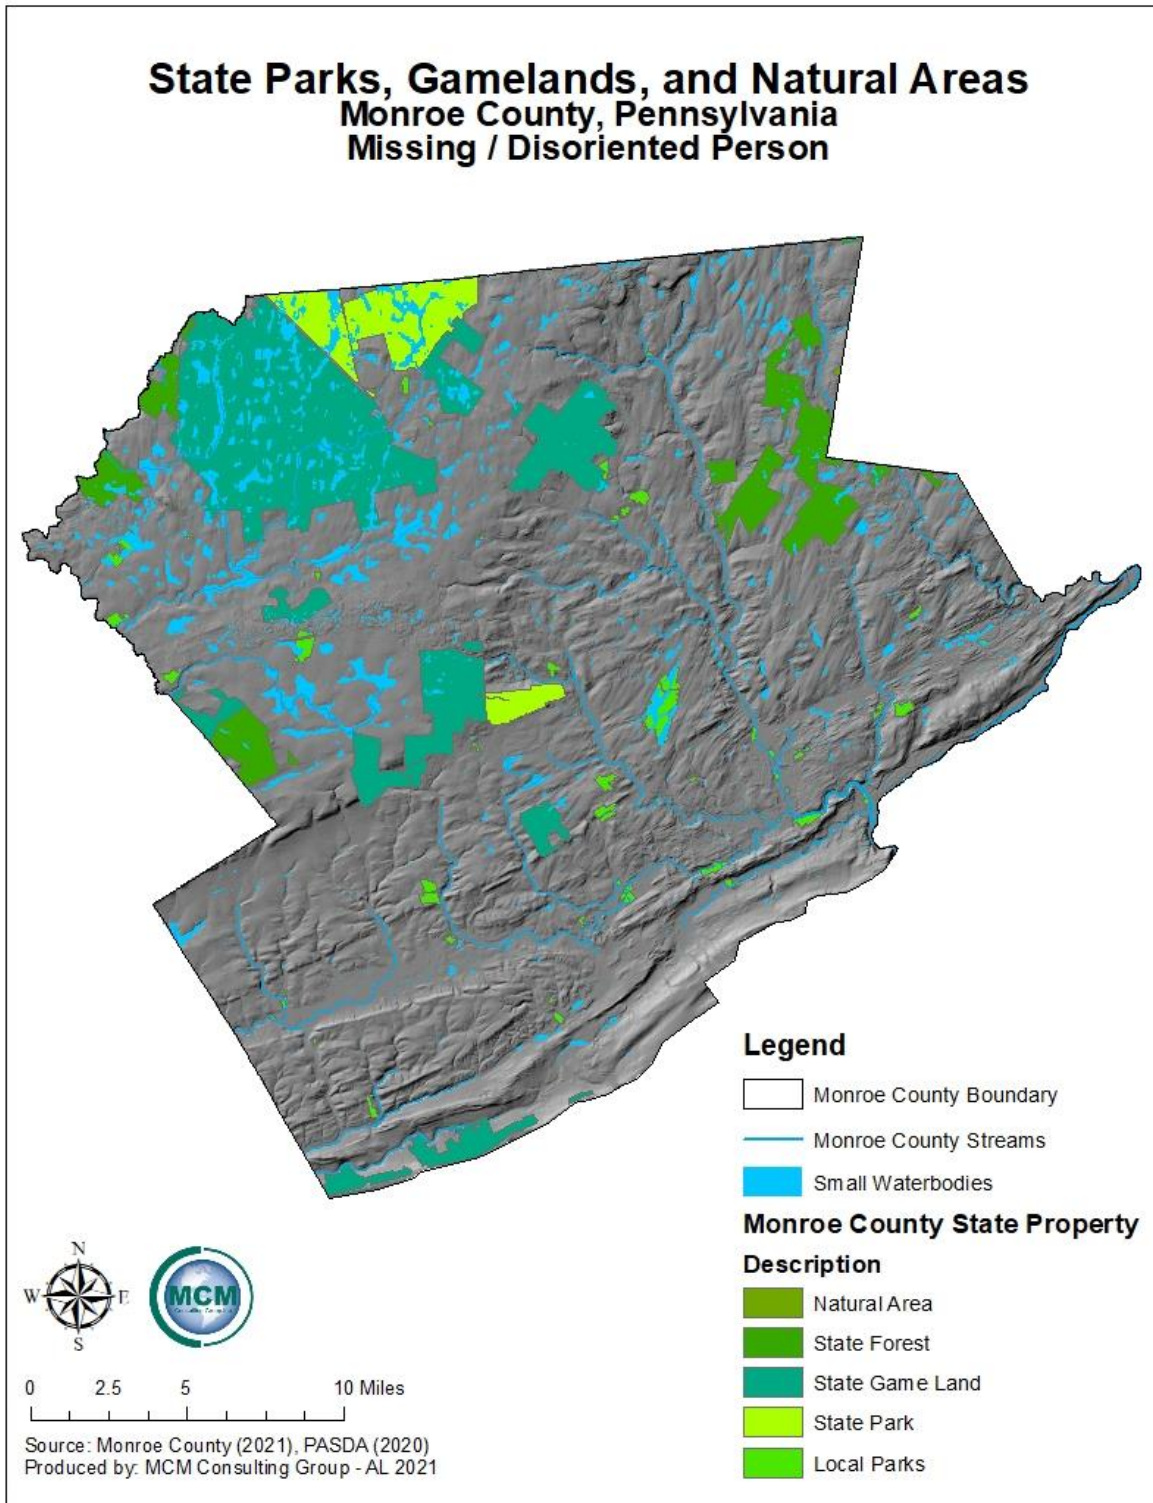 State Parks, Gamelands, and Natural Areas
Monroe County, Pennsylvania
Missing / Disoriented Person
Legend
Monroe County Boundary
Monroe County Streams
Small Waterbodies
Monroe County State Property
Description
Natural Area
State Forest
State Game Land
State Park
Local Parks
N
W E
S
MCM
0 2.5 5 10 Miles
Source: Monroe County (2021), PASDA (2020)
Produced by: MCM Consulting Group - AL 2021